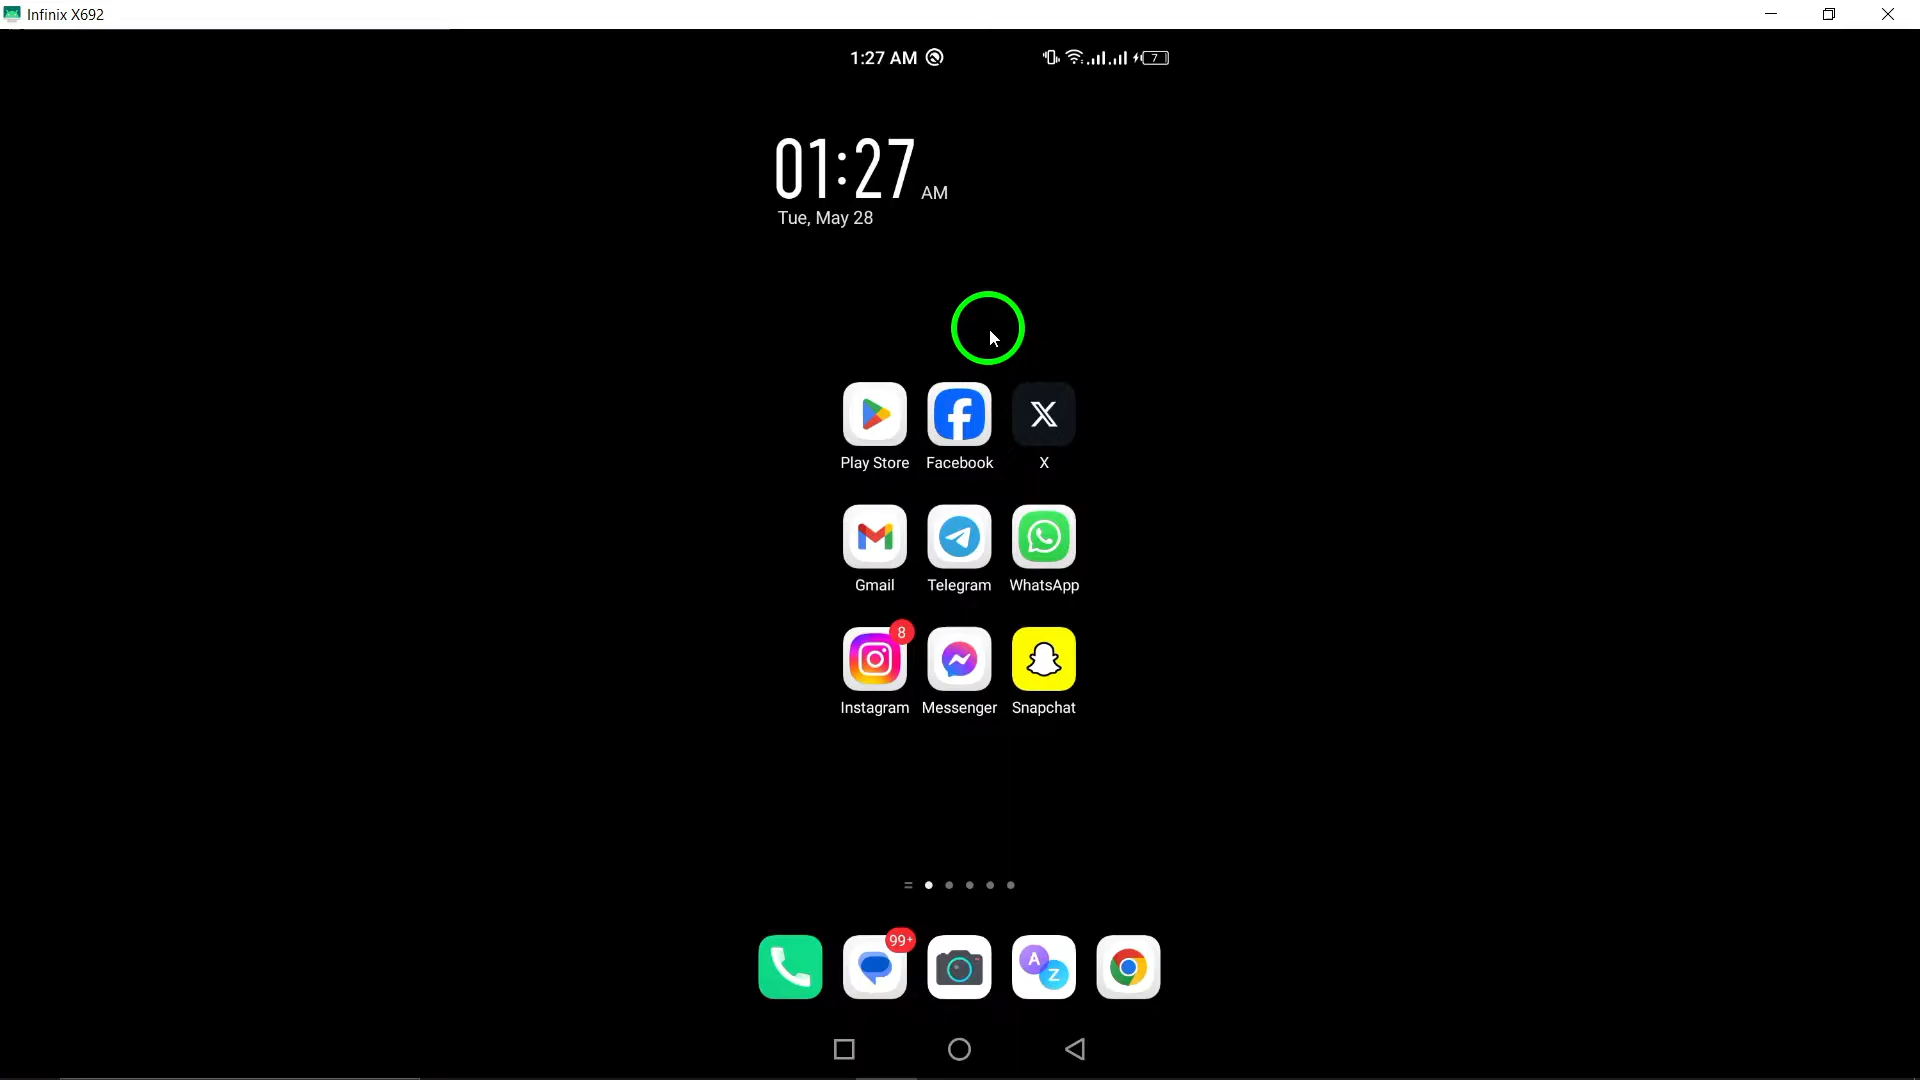 Infinix X692
1:27 AM
7
01:27 AM
Tue, May 28
Play Store Facebook X
Gmail Telegram WhatsApp
8
Instagram Messenger Snapchat
99+
A
Z